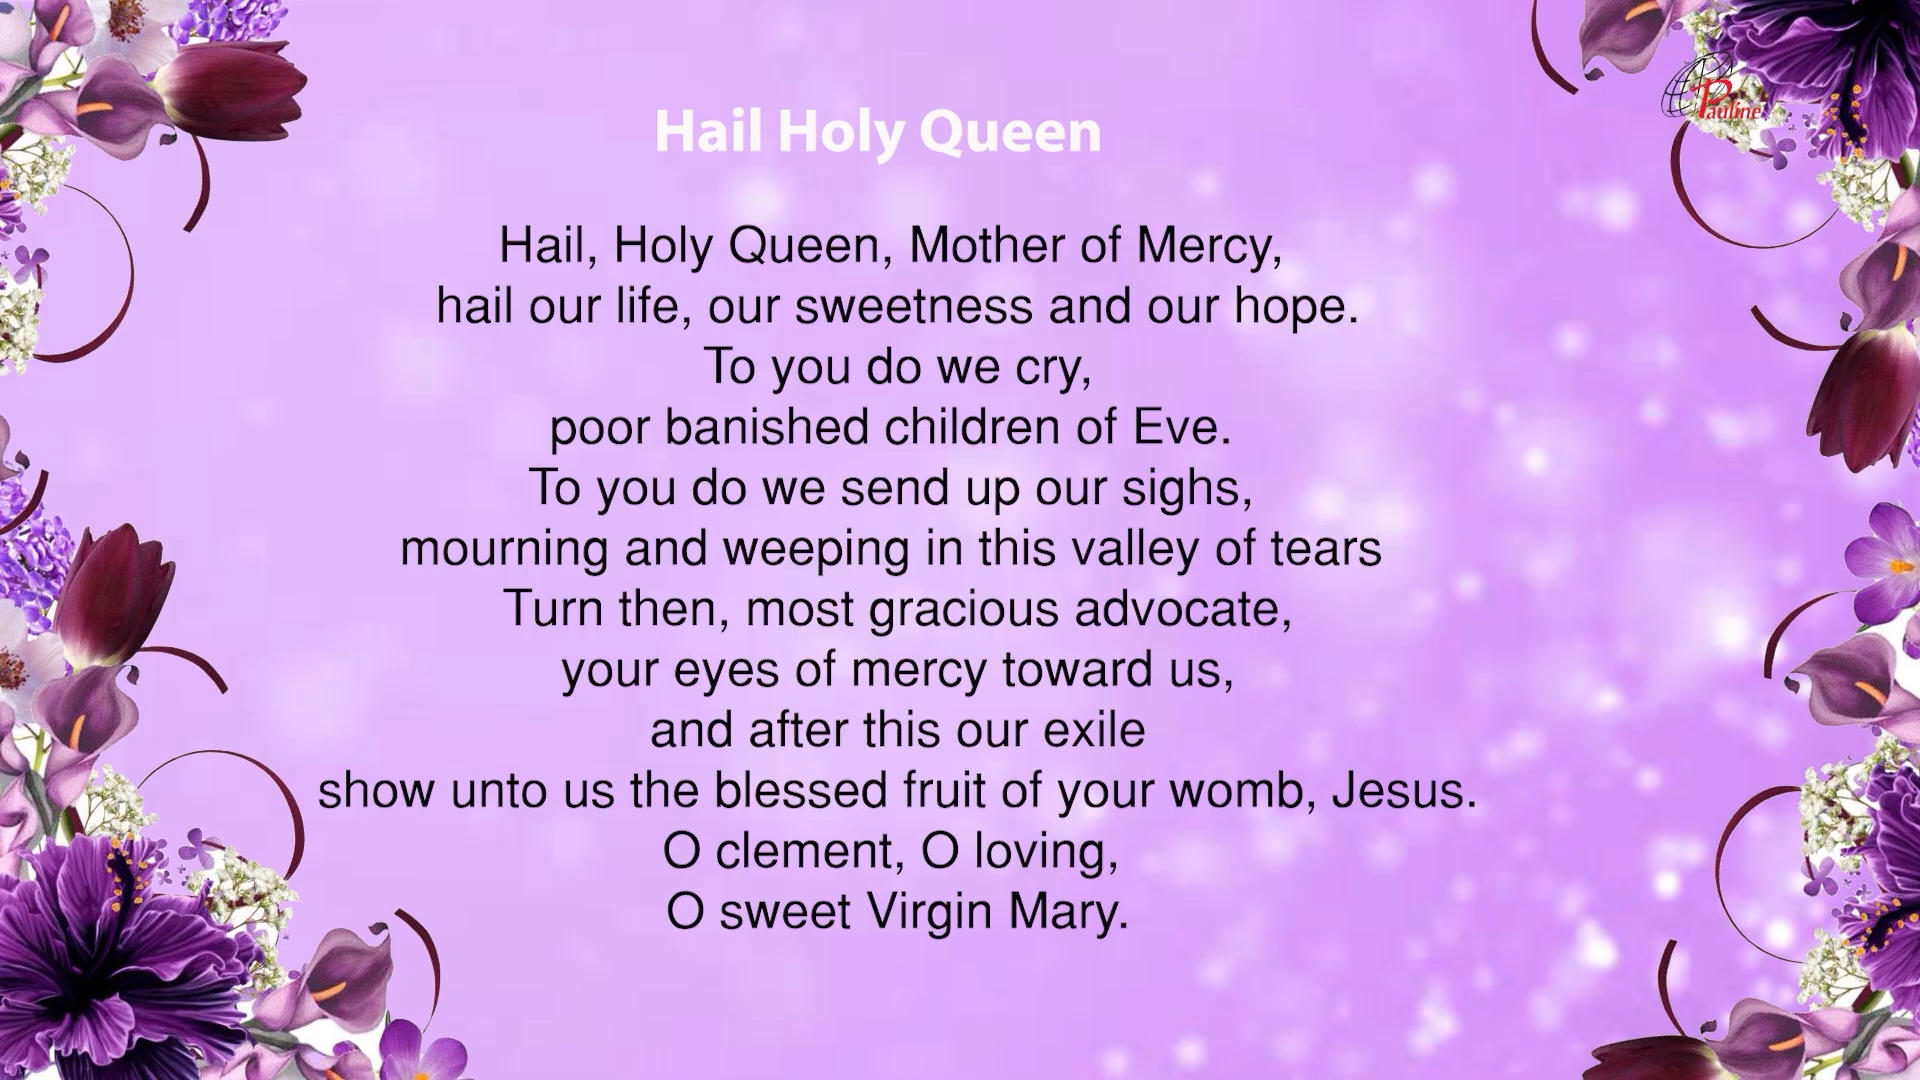 Pauline
Hail Holy Queen
Hail, Holy Queen, Mother of Mercy,
hail our life, our sweetness and our hope.
To you do we cry,
poor banished children of Eve.
To you do we send up our sighs,
mourning and weeping in this valley of tears
Turn then, most gracious advocate,
your eyes of mercy toward us,
and after this our exile
show unto us the blessed fruit of your womb, Jesus.
O clement, O loving,
O sweet Virgin Mary.